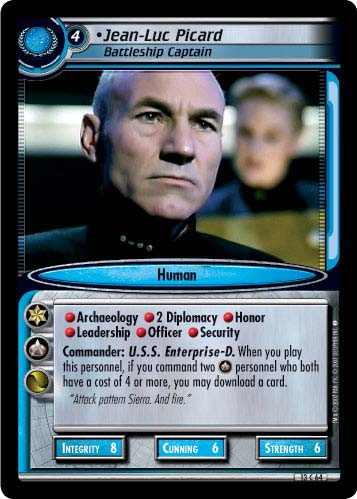 4 •Jean-Luc Picard
Battleship Captain
Human
Archaeology 2 Diplomacy Honor
Leadership Officer Security
Commander: U.S.S. Enterprise-D. When you play
this personnel, if you command two personnel who both
have a cost of 4 or more, you may download a card.
"Attack pattern Sierra. And fire."
INTEGRITY 8 CUNNING 6 STRENGTH 6
13 C 64